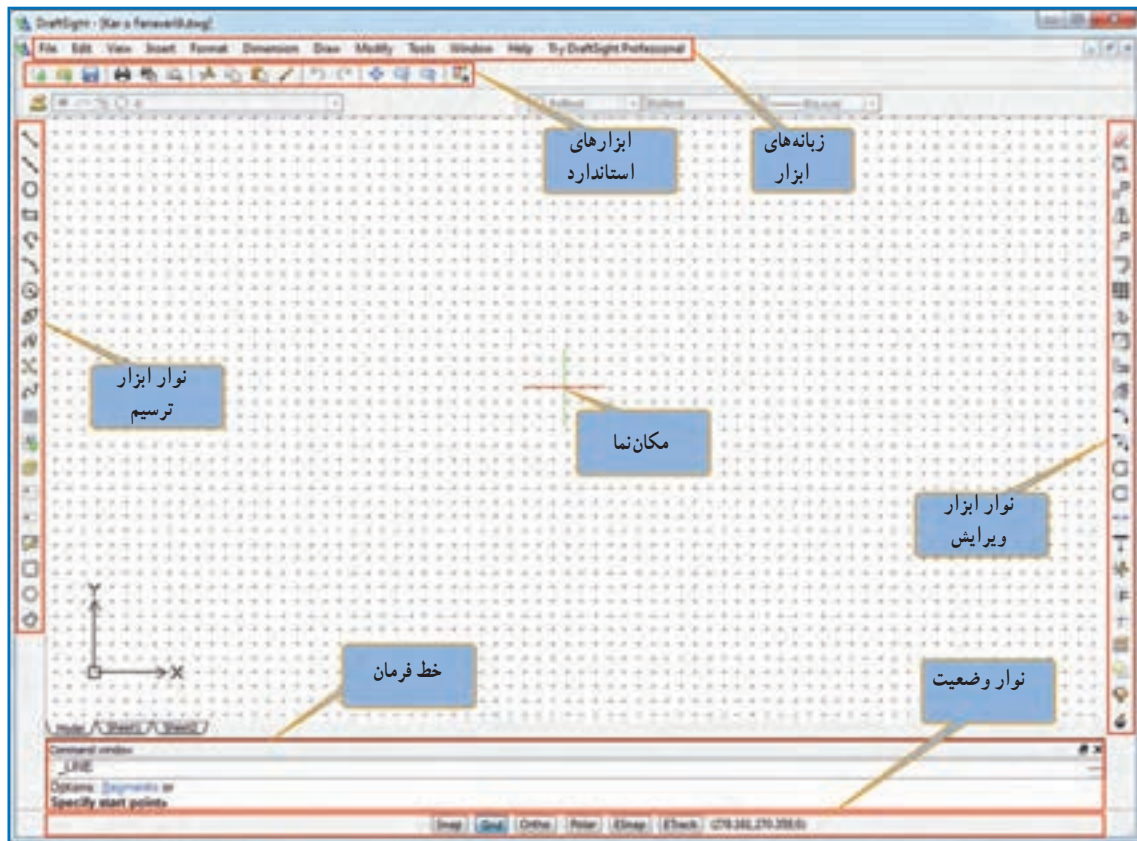 DraftSight - [Kar o Fanavari9.dwg]
File Edit View Insert Format Dimension Draw Modify Tools Window Help Try DraftSight Professional
ابزارهای
استاندارد
زبانه‌های
ابزار
نوار ابزار
ترسیم
مکان‌نما
نوار ابزار
ویرایش
Y
X
خط فرمان
نوار وضعیت
Model Sheet1 Sheet2
Command window
_LINE
Options: Segments or
Specify start point»
Snap Grid Ortho Polar ESnap ETrack